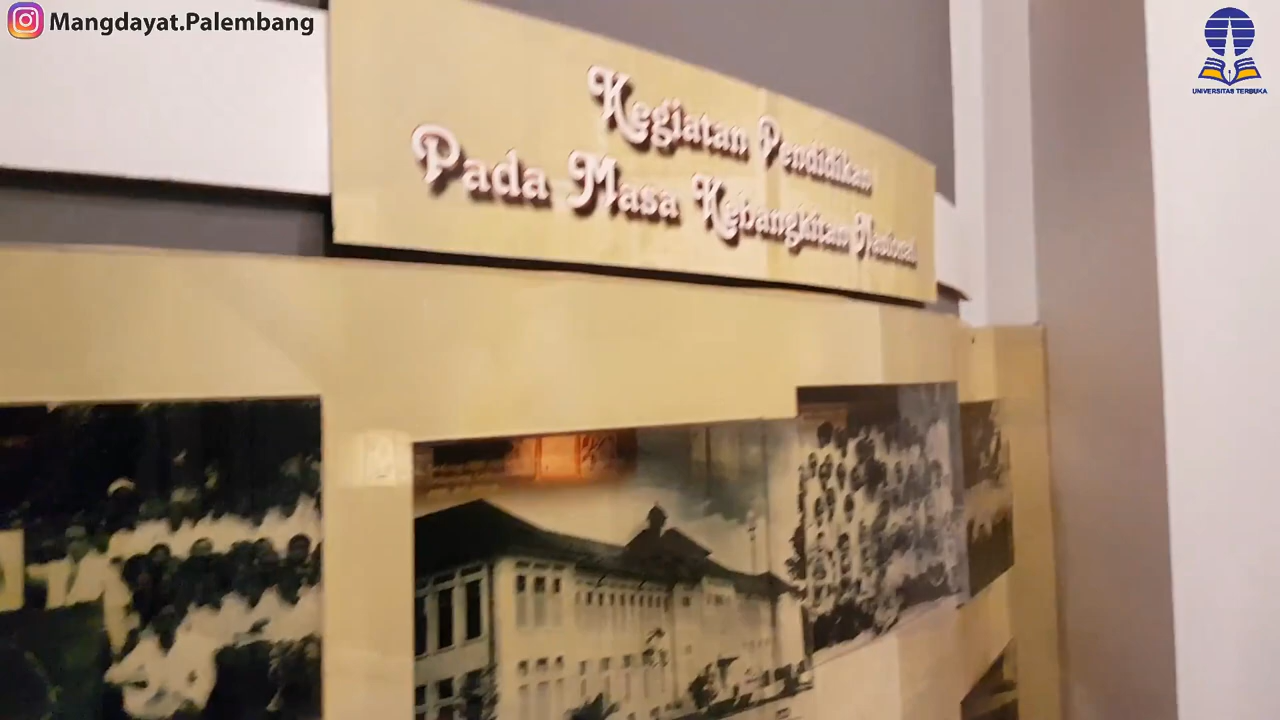 Mangdayat.Palembang
UNIVERSITAS TERBUKA
Kegiatan Pendidikan
Pada Masa Kebangkitan Nasional